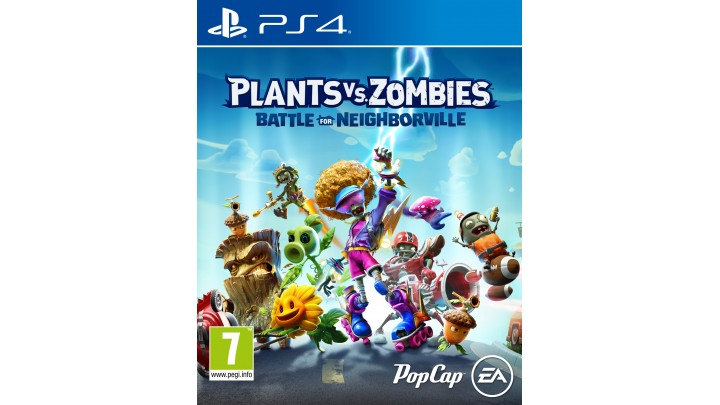 PS4
PLANTS VS. ZOMBIES
BATTLE FOR NEIGHBORVILLE
7
www.pegi.info
PopCap
EA